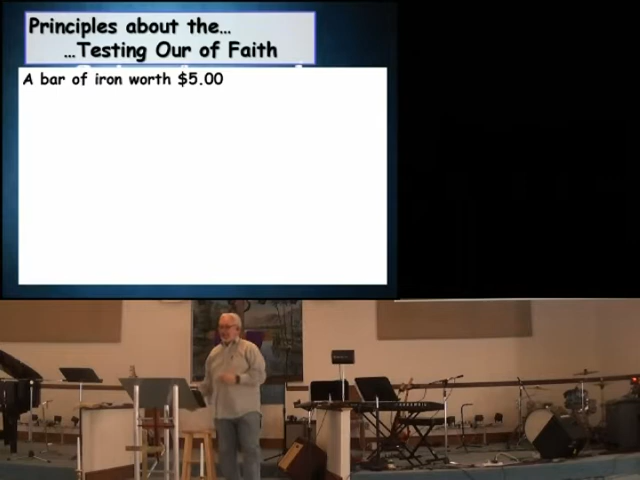 Principles about the...
...Testing Our of Faith
A bar of iron worth $5.00